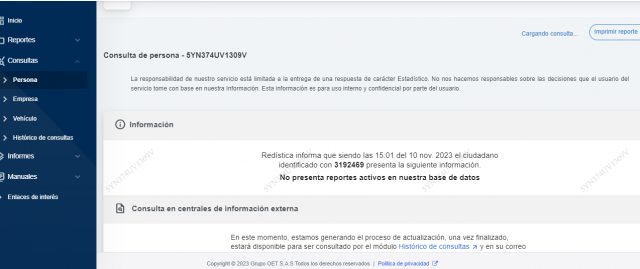 Inicio
Reportes
Consultas
Persona
Empresa
Vehículo
Histórico de consultas
Informes
Manuales
Enlaces de interés
Cargando consulta...
Imprimir reporte
Consulta de persona - 5YN374UV1309V
La responsabilidad de nuestro servicio está limitada a la entrega de una respuesta de carácter Estadístico. No nos hacemos responsables sobre las decisiones que el usuario del
servicio tome con base en nuestra Información. Esta información es para uso interno y confidencial por parte del usuario.
Información
Redística informa que siendo las 15:01 del 10 nov. 2023 el ciudadano
identificado con 3192469 presenta la siguiente información.
No presenta reportes activos en nuestra base de datos
5YN374UV1309V
5YN374UV1309V
5YN374UV1309V
5YN374UV1309V
Consulta en centrales de información externa
En este momento, estamos generando el proceso de actualización, una vez finalizado,
estará disponible para ser consultado por el módulo Histórico de consultas y en su correo
Copyright © 2023 Grupo OET S.A.S Todos los derechos reservados | Política de privacidad